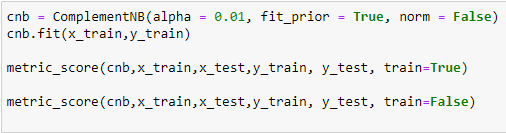 cnb = ComplementNB(alpha = 0.01, fit_prior = True, norm = False)
cnb.fit(x_train,y_train)
metric_score(cnb,x_train,x_test,y_train, y_test, train=True)
metric_score(cnb,x_train,x_test,y_train, y_test, train=False)